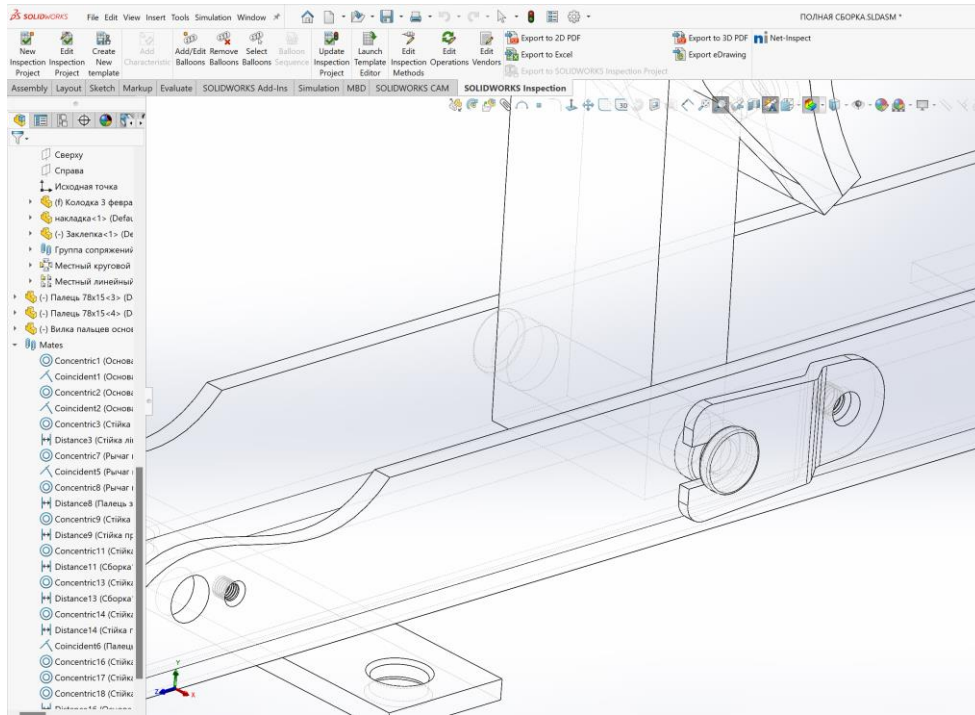 SOLIDWORKS File Edit View Insert Tools Simulation Window ПОЛНАЯ СБОРКА.SLDASM *
New Inspection Project
Edit Inspection Project
Create New template
Add Characteristic
Add/Edit Balloons
Remove Balloons
Select Balloons
Balloon Sequence
Update Inspection Project
Launch Template Editor
Edit Inspection Methods
Edit Operations
Edit Vendors
Export to 2D PDF
Export to Excel
Export to SOLIDWORKS Inspection Project
Export to 3D PDF
Export eDrawing
Net-Inspect
Assembly Layout Sketch Markup Evaluate SOLIDWORKS Add-Ins Simulation MBD SOLIDWORKS CAM SOLIDWORKS Inspection
Сверху
Справа
Исходная точка
(f) Колодка 3 февра
накладка<1> (Defau
(-) Заклепка<1> (De
Группа сопряжений
Местный круговой
Местный линейный
(-) Палець 78x15<3> (D
(-) Палець 78x15<4> (D
(-) Вилка пальцев осно
Mates
Concentric1 (Основа
Coincident1 (Основа
Concentric2 (Основа
Coincident2 (Основа
Concentric3 (Стійка
Distance3 (Стійка лі
Concentric7 (Рычаг
Coincident5 (Рычаг
Concentric8 (Рычаг
Distance8 (Палець з
Concentric9 (Стійка
Distance9 (Стійка пр
Concentric11 (Стійка
Distance11 (Сборка
Concentric13 (Стійка
Distance13 (Сборка
Concentric14 (Стійка
Distance14 (Стійка
Coincident6 (Палец
Concentric16 (Стійка
Concentric17 (Стійка
Concentric18 (Стійка
Y
Z
X